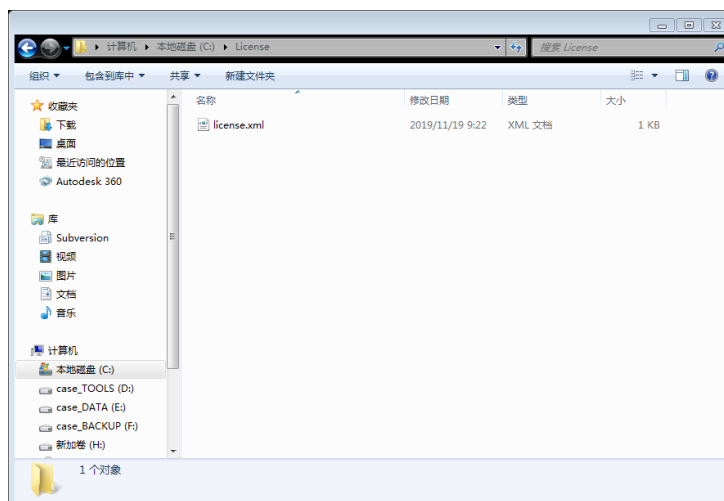 计算机 本地磁盘 (C:) License
搜索 License
组织 包含到库中 共享 新建文件夹
收藏夹
下载
桌面
最近访问的位置
Autodesk 360
库
Subversion
视频
图片
文档
音乐
计算机
本地磁盘 (C:)
case_TOOLS (D:)
case_DATA (E:)
case_BACKUP (F:)
新加卷 (H:)
名称 修改日期 类型 大小
license.xml 2019/11/19 9:22 XML 文档 1 KB
1 个对象